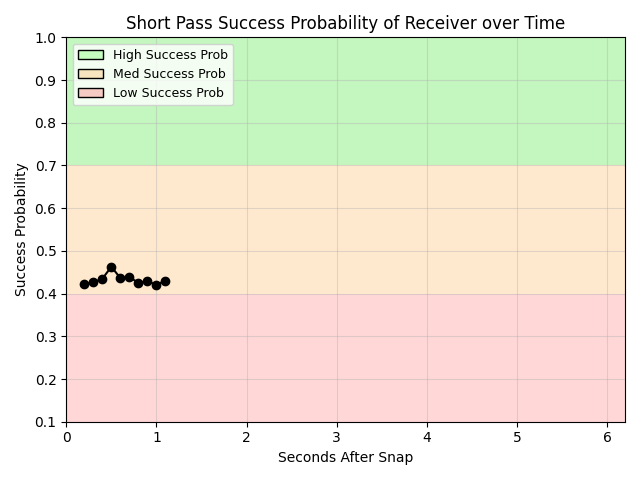 Short Pass Success Probability of Receiver over Time
High Success Prob
Med Success Prob
Low Success Prob
Success Probability
1.0
0.9
0.8
0.7
0.6
0.5
0.4
0.3
0.2
0.1
0 1 2 3 4 5 6
Seconds After Snap